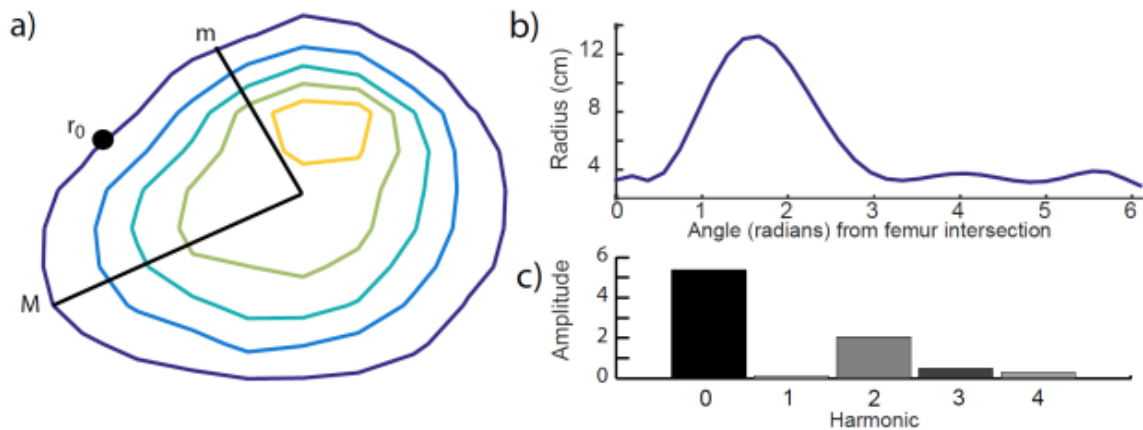 a)
m
r0
M
b)
Radius (cm)
12
8
4
0 1 2 3 4 5 6
Angle (radians) from femur intersection
c)
Amplitude
6
4
2
0
0 1 2 3 4
Harmonic